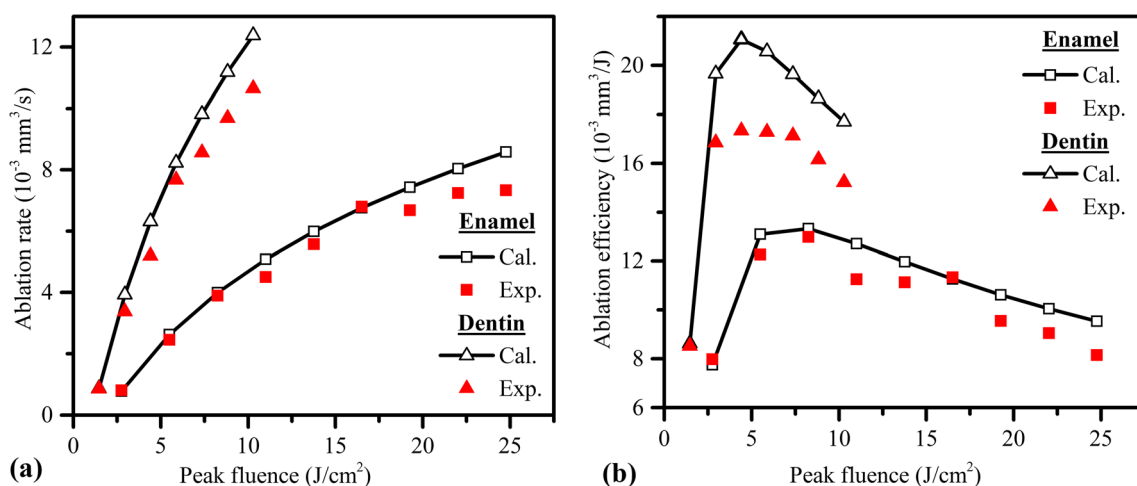 Ablation rate (10⁻³ mm³/s)
12
8
4
0
0 5 10 15 20 25
Peak fluence (J/cm²)
Enamel
Cal.
Exp.
Dentin
Cal.
Exp.
(a)
Ablation efficiency (10⁻³ mm³/J)
20
16
12
8
6
0 5 10 15 20 25
Peak fluence (J/cm²)
Enamel
Cal.
Exp.
Dentin
Cal.
Exp.
(b)